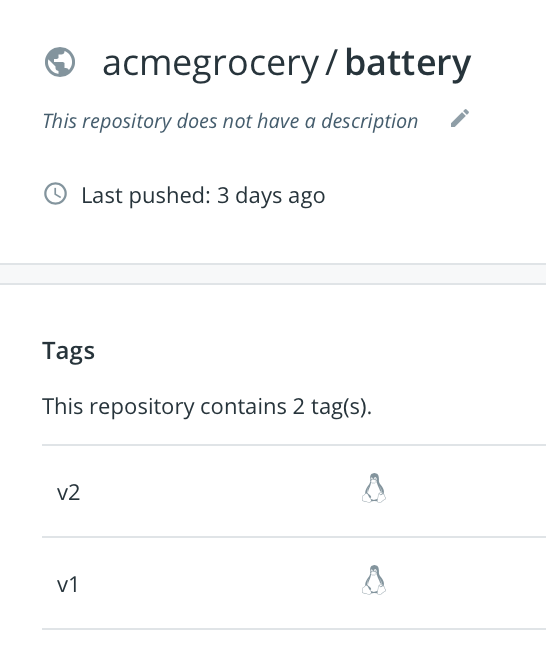 acmegrocery / battery
This repository does not have a description
Last pushed: 3 days ago
Tags
This repository contains 2 tag(s).
v2
v1